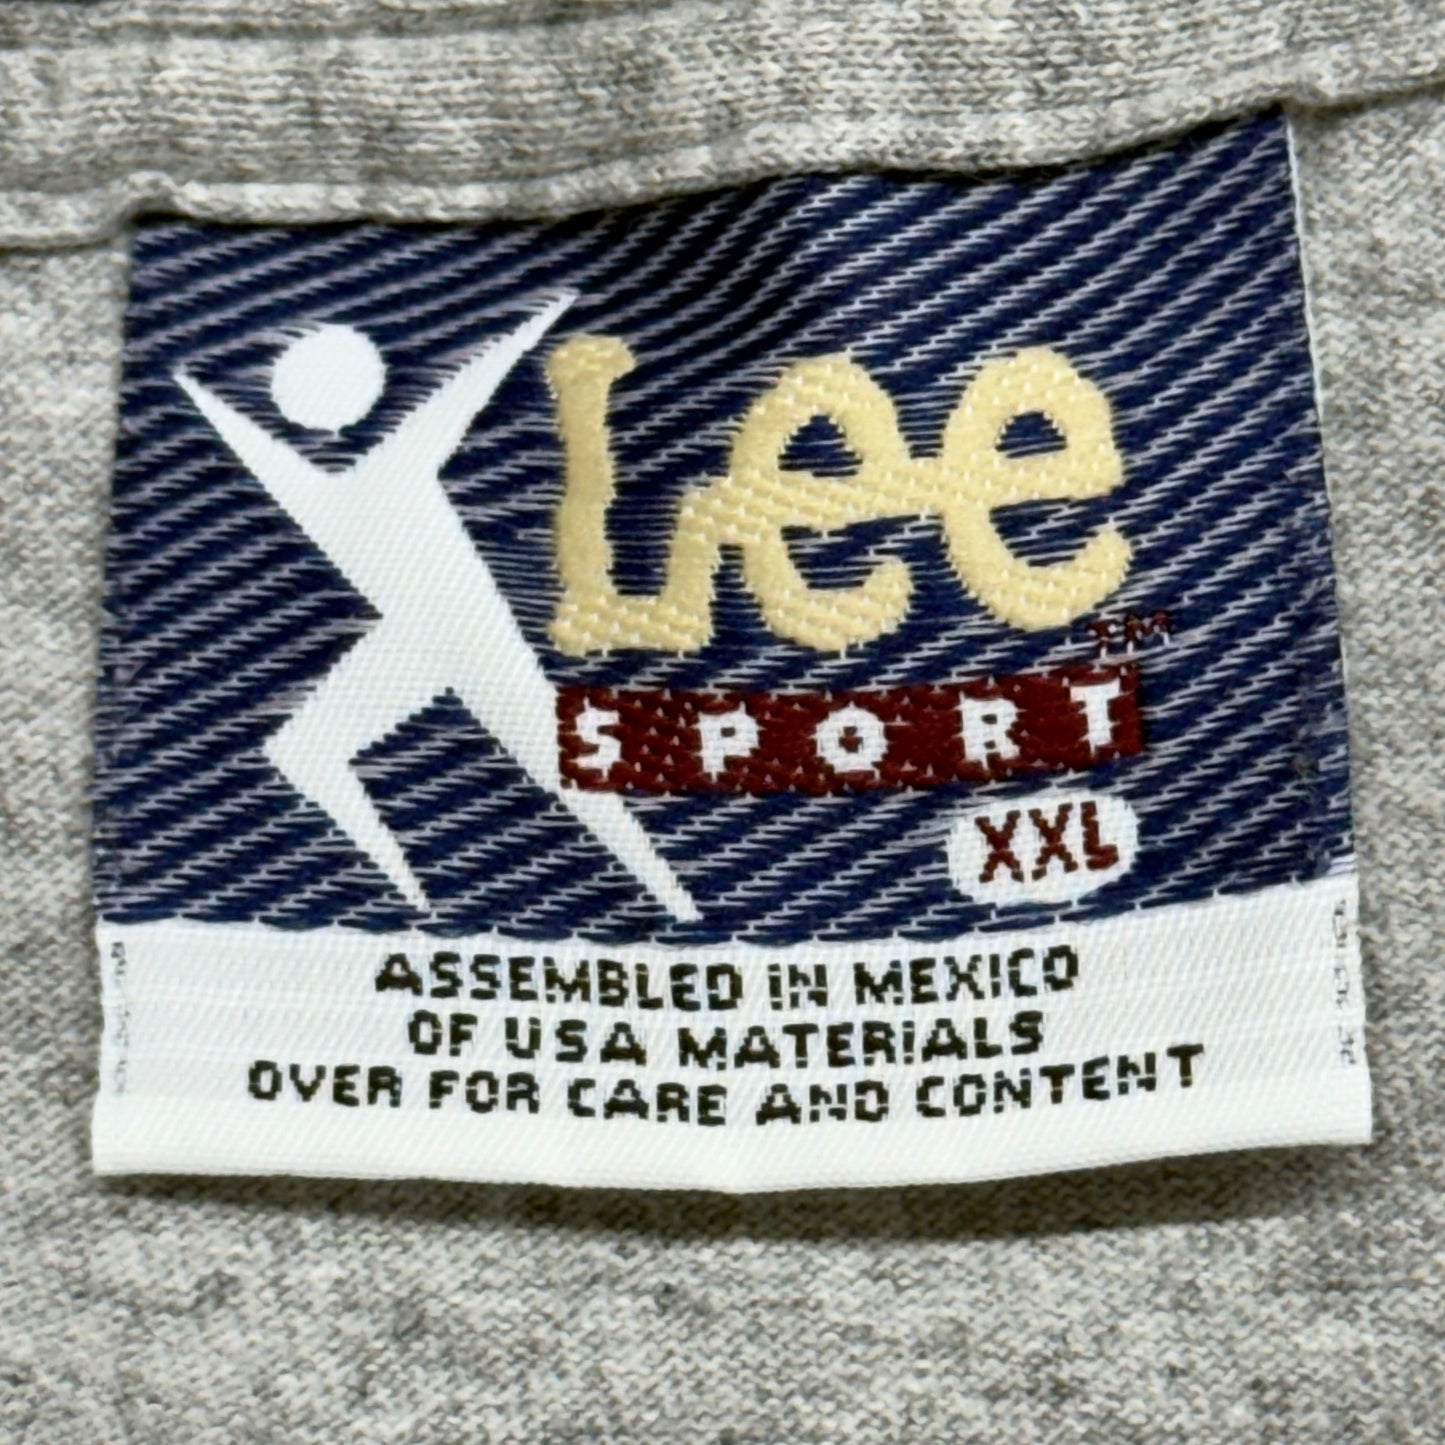 Lee
TM
SPORT
XXL
ASSEMBLED IN MEXICO
OF USA MATERIALS
OVER FOR CARE AND CONTENT